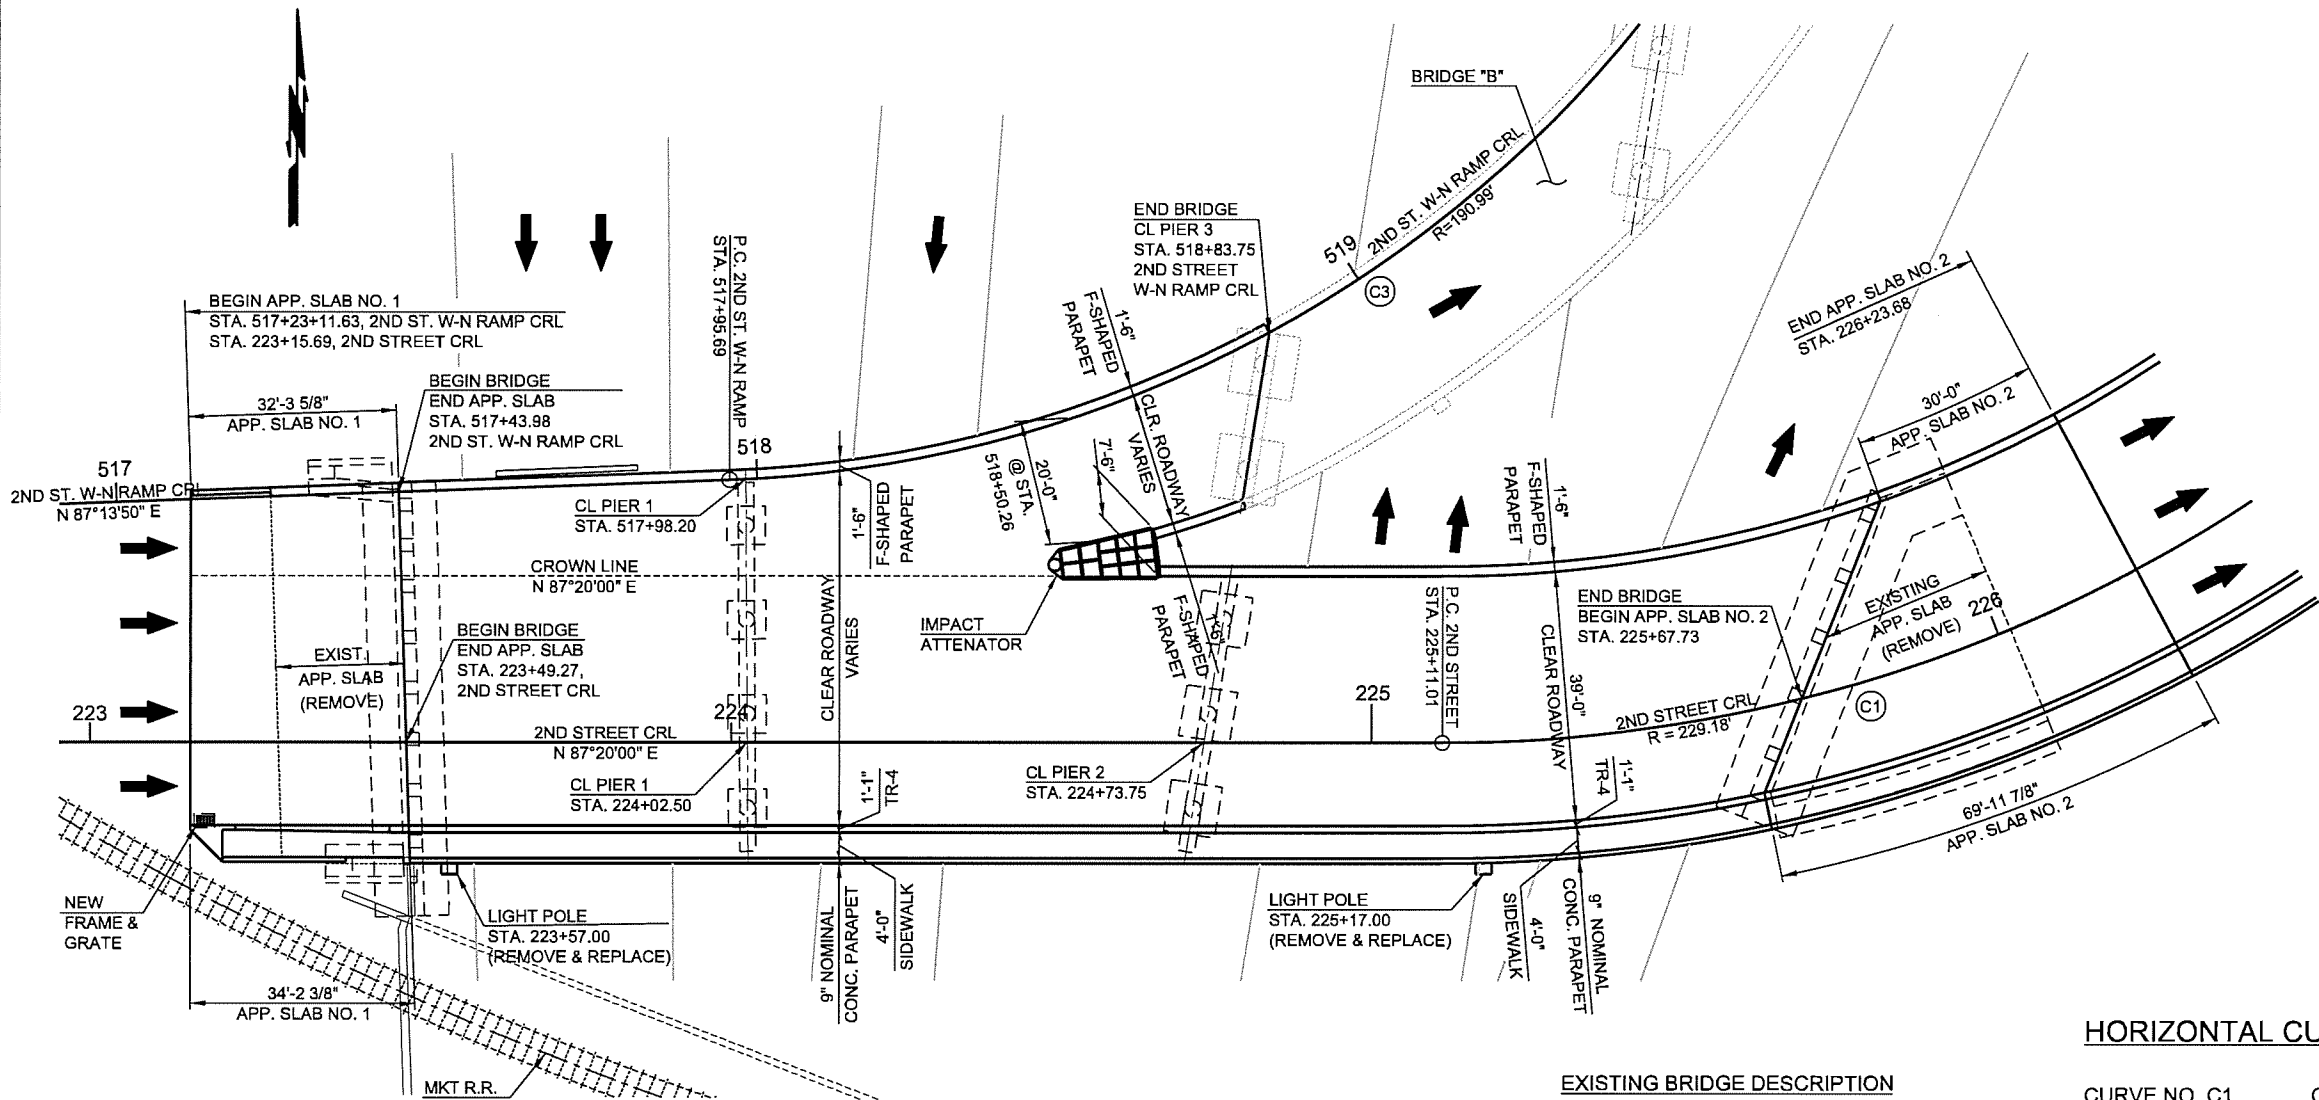 N
BRIDGE "B"
2ND ST. W-N RAMP CRL
R=190.99'
519
C3
END BRIDGE
CL PIER 3
STA. 518+83.75
2ND STREET
W-N RAMP CRL
1'-6"
F-SHAPED
PARAPET
P.C. 2ND ST. W-N RAMP
STA. 517+95.69
BEGIN APP. SLAB NO. 1
STA. 517+23+11.63, 2ND ST. W-N RAMP CRL
STA. 223+15.69, 2ND STREET CRL
32'-3 5/8"
APP. SLAB NO. 1
BEGIN BRIDGE
END APP. SLAB
STA. 517+43.98
2ND ST. W-N RAMP CRL
517
2ND ST. W-N RAMP CRL
N 87°13'50" E
518
CL PIER 1
STA. 517+98.20
1'-6"
F-SHAPED
PARAPET
20'-0"
@ STA.
518+50.26
7'-6"
CLR. ROADWAY
VARIES
END APP. SLAB NO. 2
STA. 226+23.68
30'-0"
APP. SLAB NO. 2
1'-6"
F-SHAPED
PARAPET
CROWN LINE
N 87°20'00" E
IMPACT
ATTENATOR
1'-6"
F-SHAPED
PARAPET
P.C. 2ND STREET
STA. 225+11.01
END BRIDGE
BEGIN APP. SLAB NO. 2
STA. 225+67.73
EXISTING
APP. SLAB
(REMOVE)
226
EXIST.
APP. SLAB
(REMOVE)
BEGIN BRIDGE
END APP. SLAB
STA. 223+49.27,
2ND STREET CRL
CLEAR ROADWAY
VARIES
39'-0"
CLEAR ROADWAY
223
224
225
2ND STREET CRL
N 87°20'00" E
2ND STREET CRL
R = 229.18'
C1
CL PIER 1
STA. 224+02.50
1'-1"
TR-4
CL PIER 2
STA. 224+73.75
1'-1"
TR-4
69'-11 7/8"
APP. SLAB NO. 2
NEW
FRAME &
GRATE
LIGHT POLE
STA. 223+57.00
(REMOVE & REPLACE)
9" NOMINAL
CONC. PARAPET
4'-0"
SIDEWALK
LIGHT POLE
STA. 225+17.00
(REMOVE & REPLACE)
4'-0"
SIDEWALK
9" NOMINAL
CONC. PARAPET
34'-2 3/8"
APP. SLAB NO. 1
MKT R.R.
EXISTING BRIDGE DESCRIPTION
HORIZONTAL CU
CURVE NO. C1